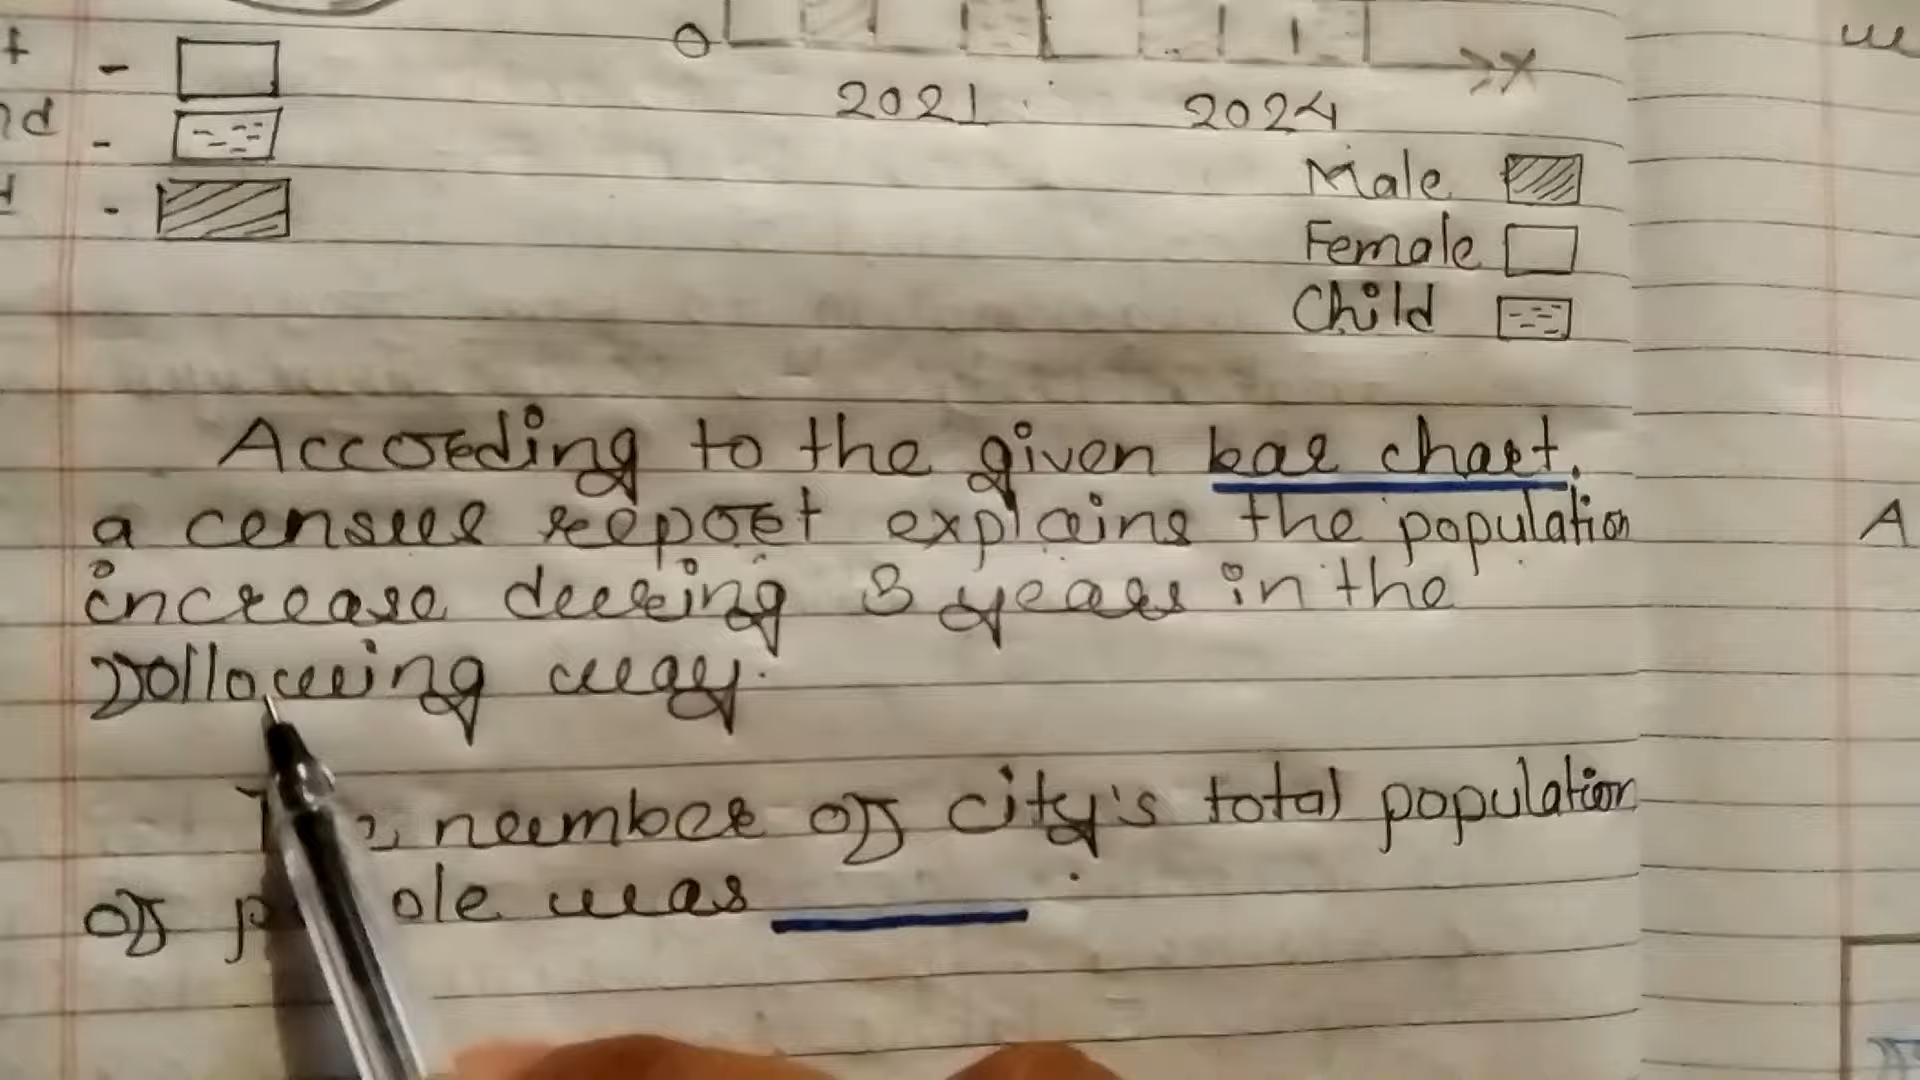 O
X
2021
2024
Male
Female
Child
According to the given bar chart,
a census report explains the population
increase during 3 years in the
following way.
number of city's total population
of was
A